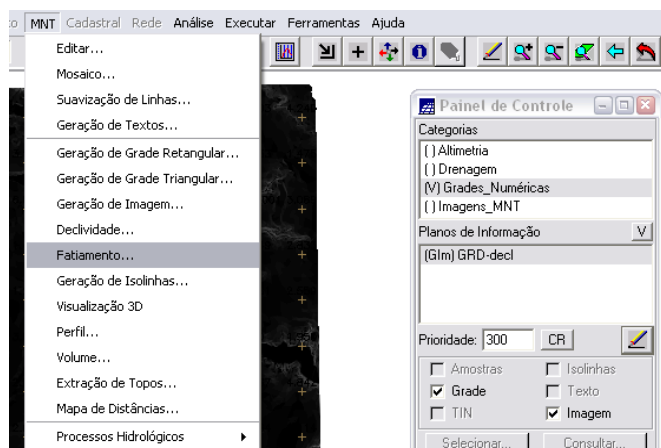 MNT Cadastral Rede Análise Executar Ferramentas Ajuda
Editar...
Mosaico...
Suavização de Linhas...
Geração de Textos...
Geração de Grade Retangular...
Geração de Grade Triangular...
Geração de Imagem...
Declividade...
Fatiamento...
Geração de Isolinhas...
Visualização 3D
Perfil...
Volume...
Extração de Topos...
Mapa de Distâncias...
Processos Hidrológicos
Painel de Controle
Categorias
( ) Altimetria
( ) Drenagem
(V) Grades_Numéricas
( ) Imagens_MNT
Planos de Informação V
(GIm) GRD-decl
Prioridade: 300 CR
Amostras Isolinhas
Grade Texto
TIN Imagem
Selecionar... Consultar...